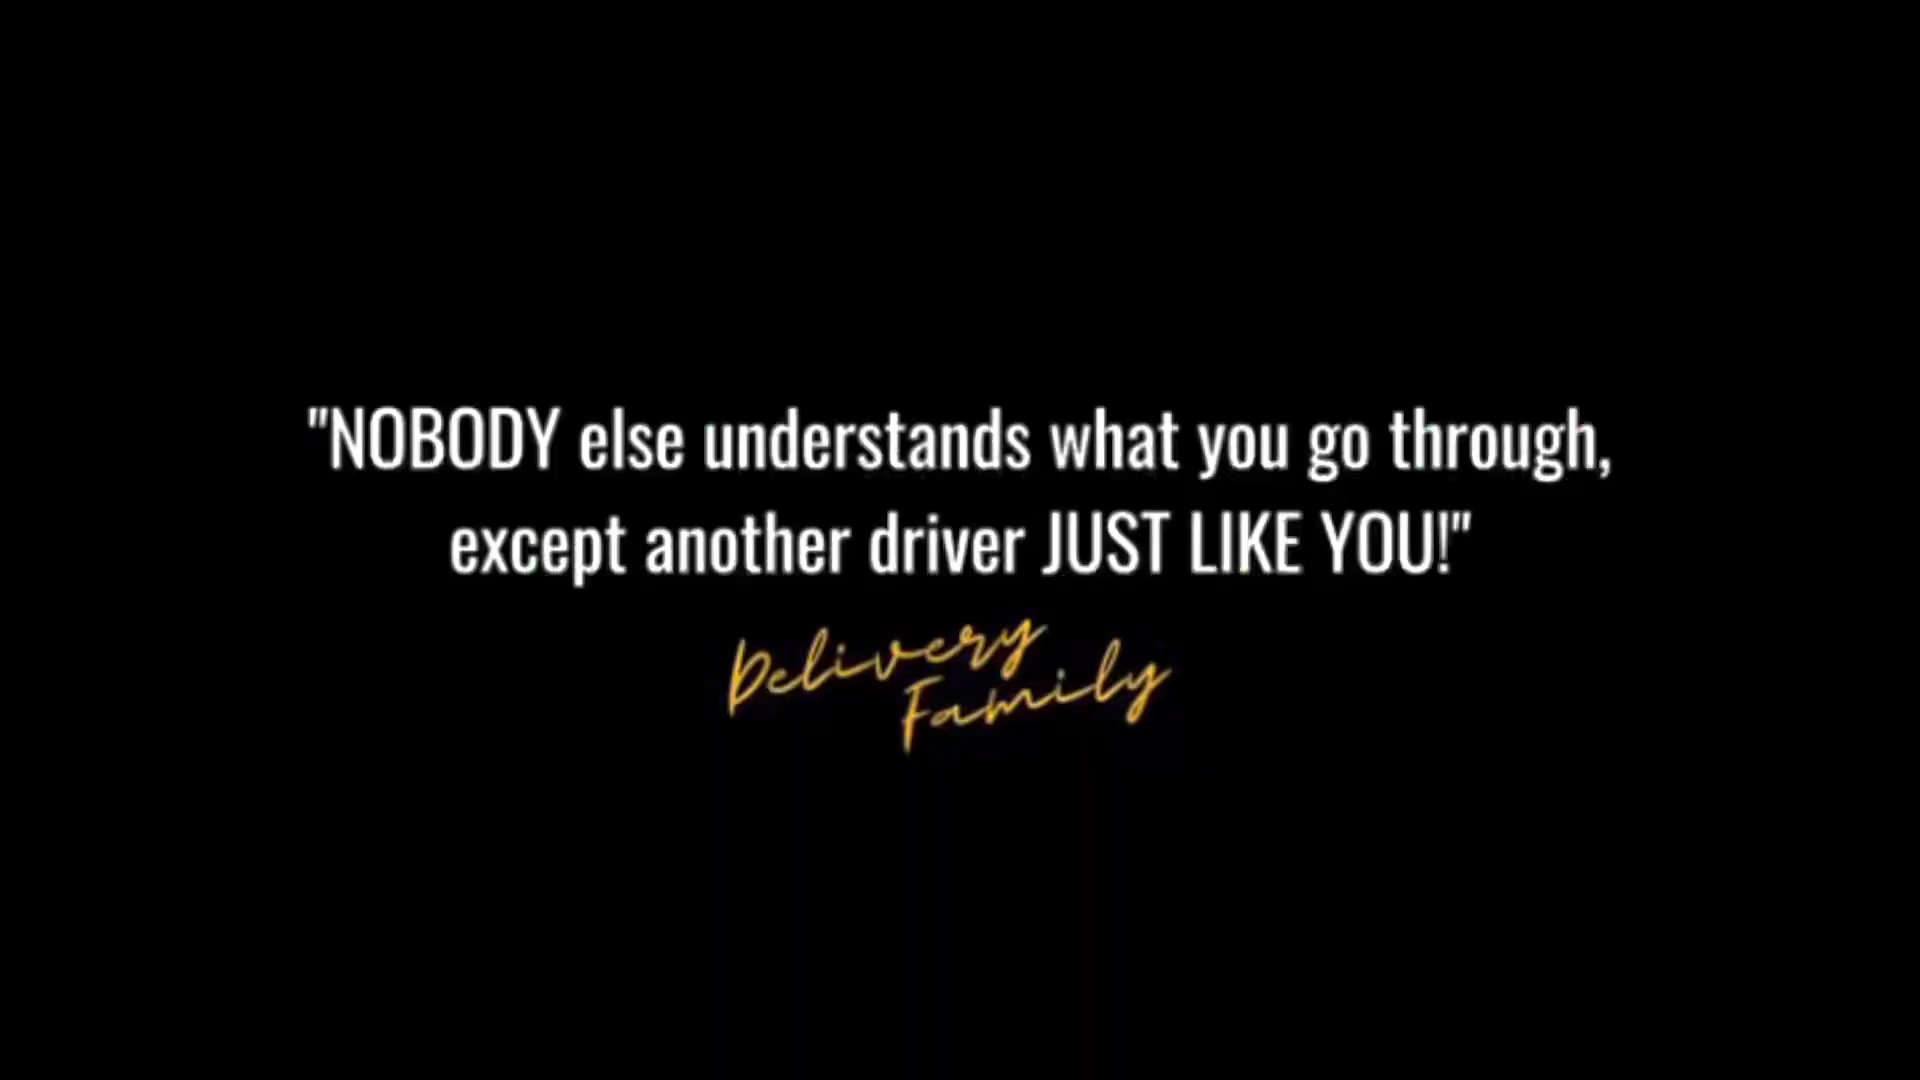 "NOBODY else understands what you go through,
except another driver JUST LIKE YOU!"
Delivery
Family